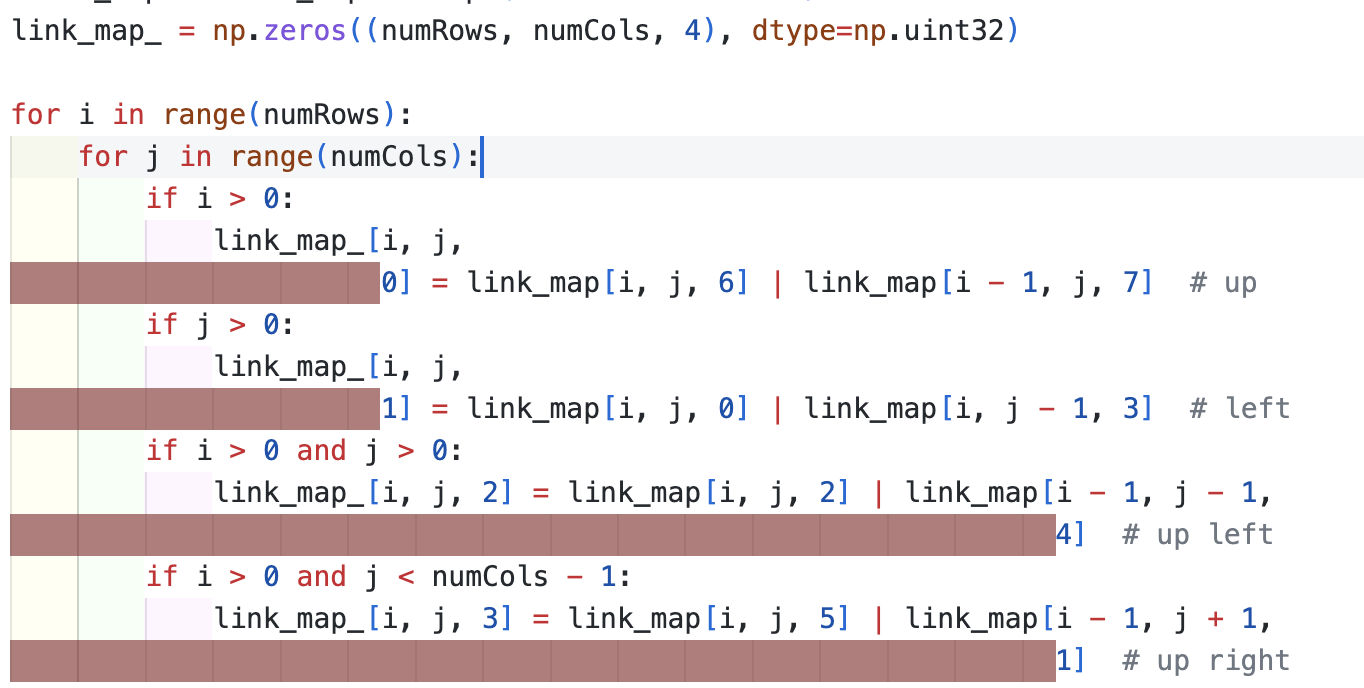 link_map_ = np.zeros((numRows, numCols, 4), dtype=np.uint32)
for i in range(numRows):
for j in range(numCols):
if i > 0:
link_map_[i, j,
0] = link_map[i, j, 6] | link_map[i - 1, j, 7]  # up
if j > 0:
link_map_[i, j,
1] = link_map[i, j, 0] | link_map[i, j - 1, 3]  # left
if i > 0 and j > 0:
link_map_[i, j, 2] = link_map[i, j, 2] | link_map[i - 1, j - 1,
4]  # up left
if i > 0 and j < numCols - 1:
link_map_[i, j, 3] = link_map[i, j, 5] | link_map[i - 1, j + 1,
1]  # up right